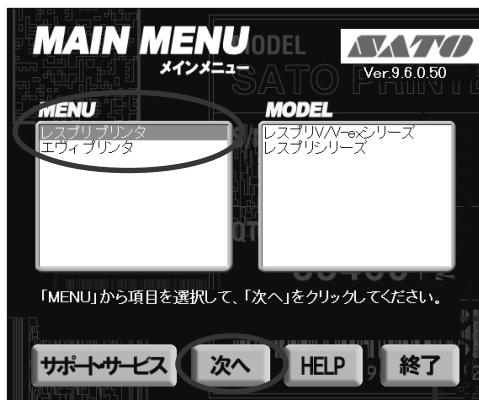 MAIN MENU
メインメニュー
SATO
Ver.9.6.0.50
MODEL
SATO PRINTE
MENU
MODEL
レスプリプリンタ
エヴィプリンタ
レスプリV/V-exシリーズ
レスプリシリーズ
QT
「MENU」から項目を選択して、「次へ」をクリックしてください。
サポート・サービス
次へ
HELP
終了